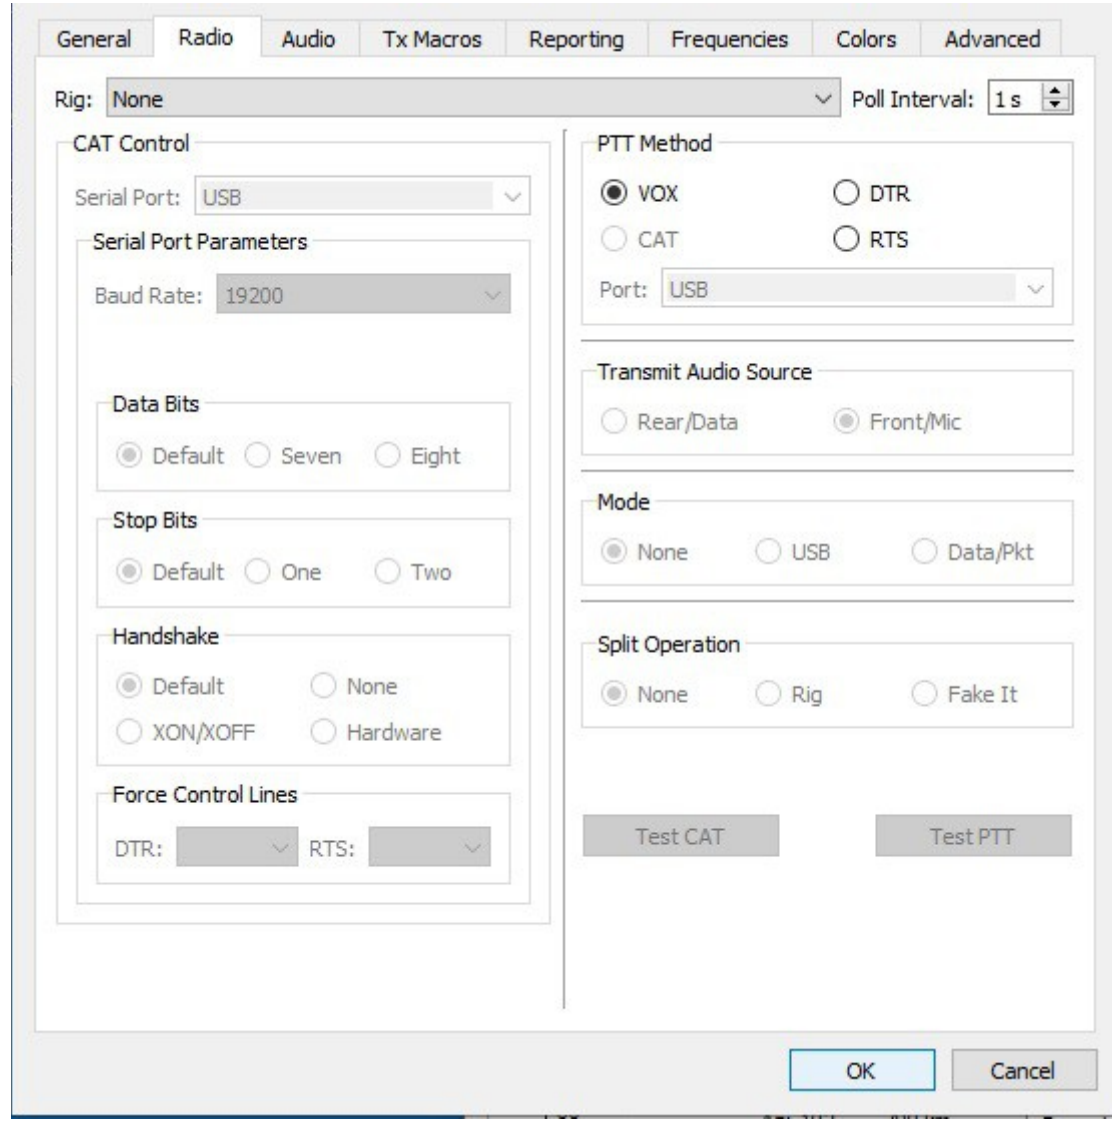 General Radio Audio Tx Macros Reporting Frequencies Colors Advanced
Rig: None Poll Interval: 1 s
CAT Control
Serial Port: USB
Serial Port Parameters
Baud Rate: 19200
Data Bits
Default Seven Eight
Stop Bits
Default One Two
Handshake
Default None
XON/XOFF Hardware
Force Control Lines
DTR: RTS:
PTT Method
VOX DTR
CAT RTS
Port: USB
Transmit Audio Source
Rear/Data Front/Mic
Mode
None USB Data/Pkt
Split Operation
None Rig Fake It
Test CAT Test PTT
OK Cancel